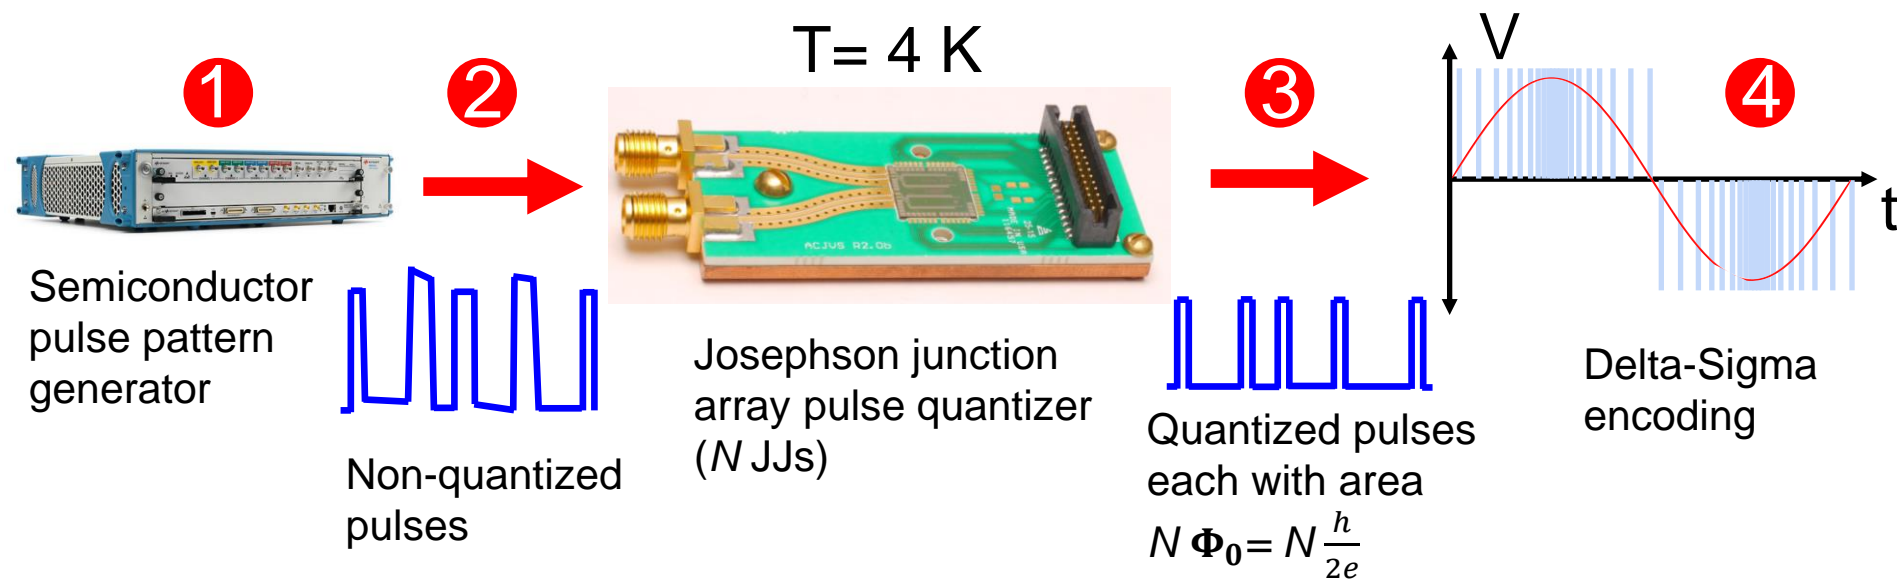 T= 4 K
1
2
3
4
V
t
Semiconductor
pulse pattern
generator
Non-quantized
pulses
ACJVS R2.0b
Josephson junction
array pulse quantizer
(N JJs)
Quantized pulses
each with area
N Φ₀= N h/2e
Delta-Sigma
encoding